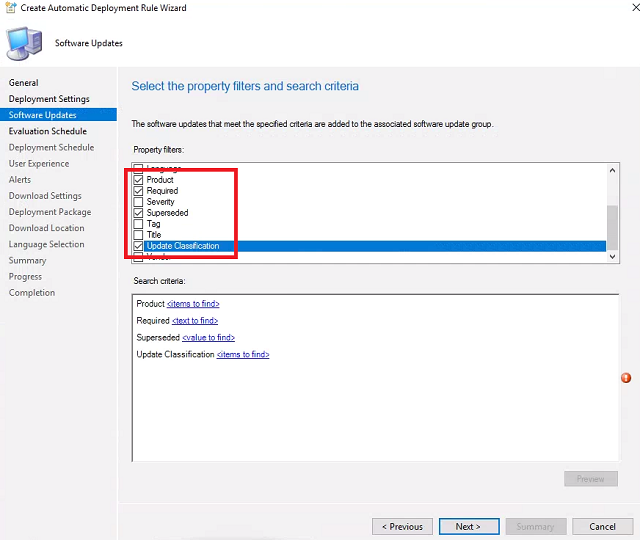 Create Automatic Deployment Rule Wizard
Software Updates
General
Deployment Settings
Software Updates
Evaluation Schedule
Deployment Schedule
User Experience
Alerts
Download Settings
Deployment Package
Download Location
Language Selection
Summary
Progress
Completion
Select the property filters and search criteria
The software updates that meet the specified criteria are added to the associated software update group.
Property filters:
Language
Product
Required
Severity
Superseded
Tag
Title
Update Classification
Vendor
Search criteria:
Product <items to find>
Required <text to find>
Superseded <value to find>
Update Classification <items to find>
Preview
< Previous
Next >
Summary
Cancel